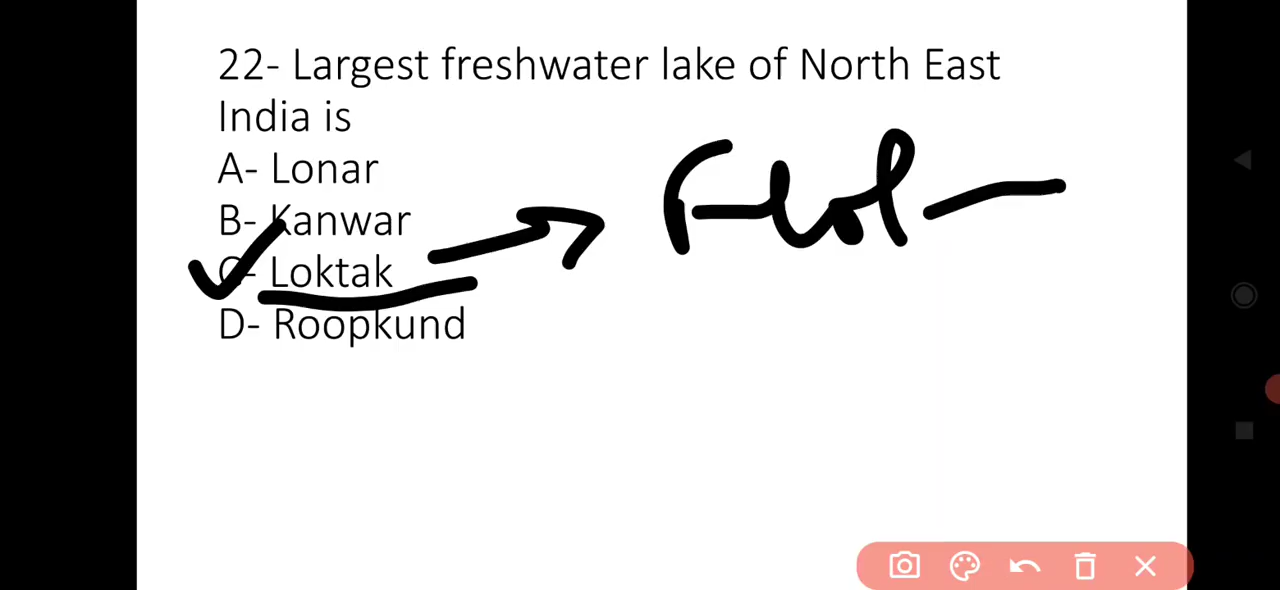 22- Largest freshwater lake of North East
India is
A- Lonar
B- Kanwar
C- Loktak
D- Roopkund